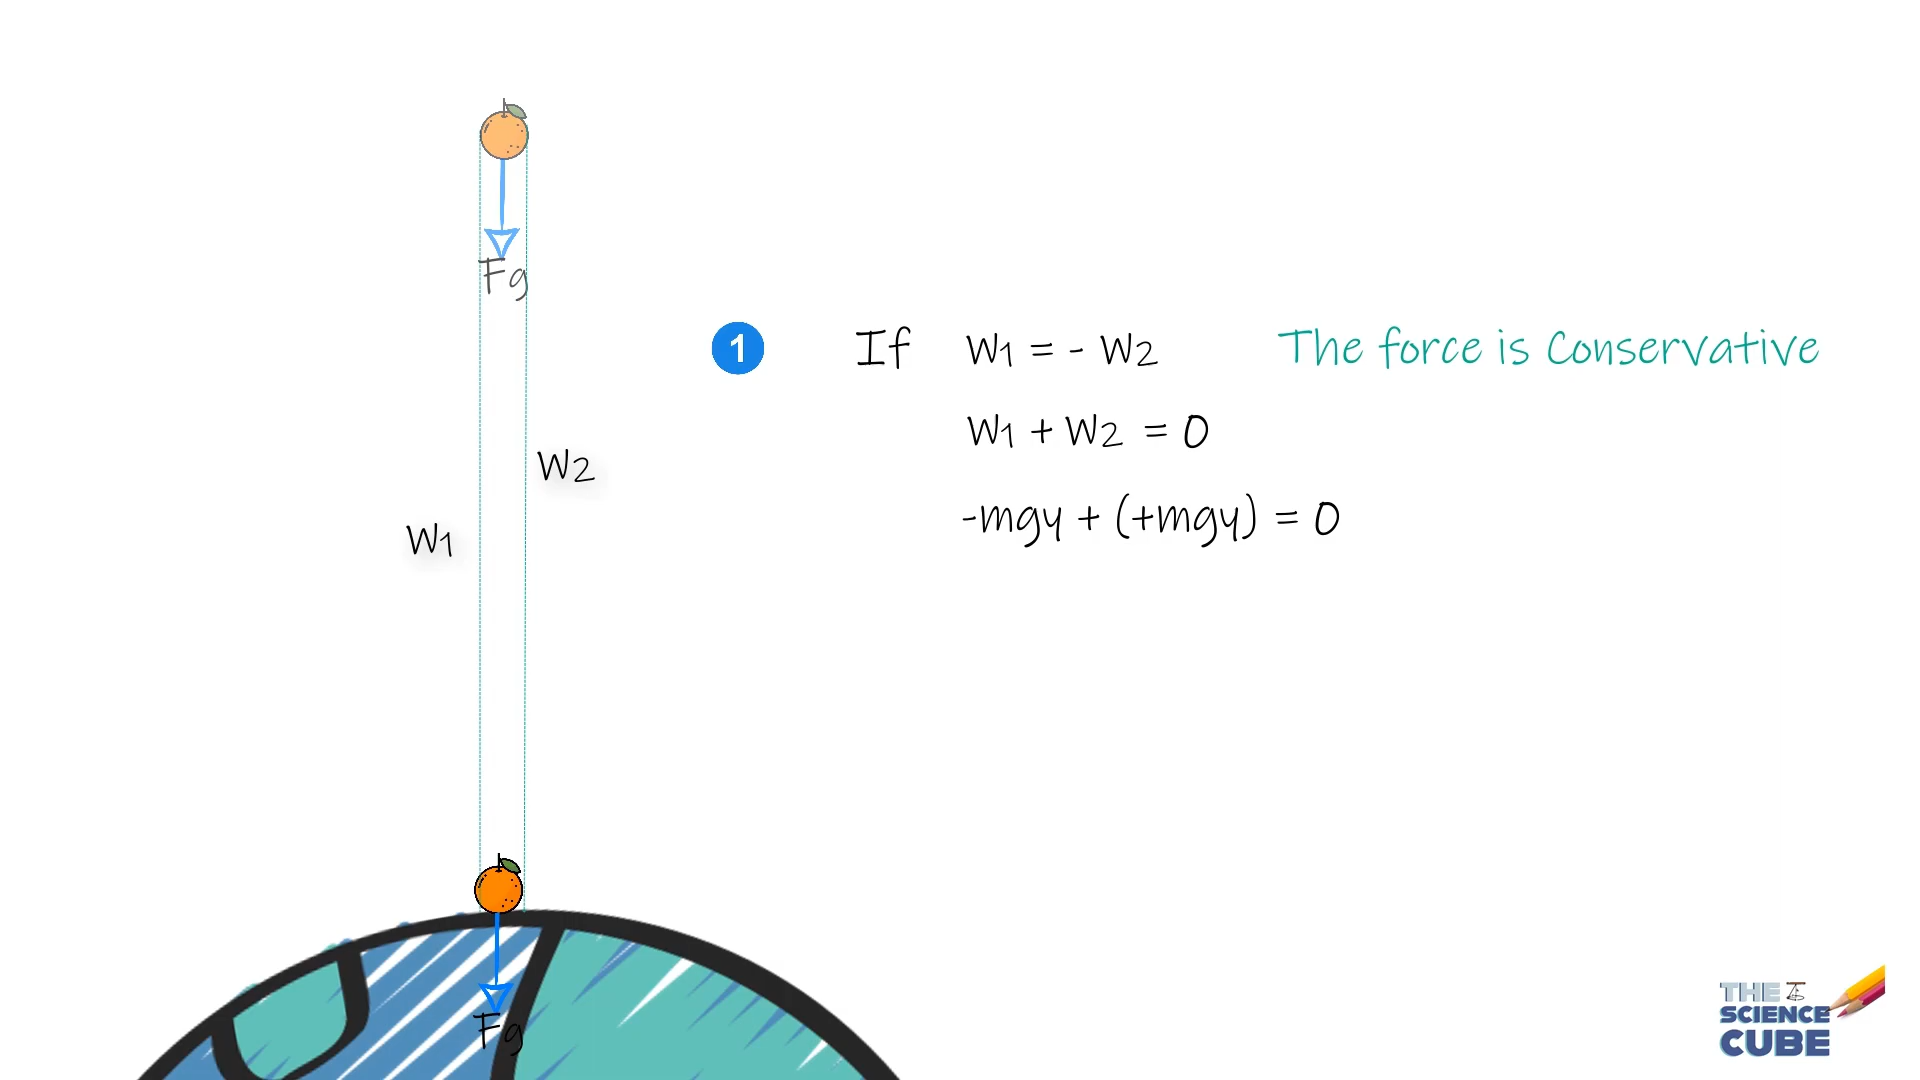 Fg
1 If W1 = - W2 The force is Conservative
W1 + W2 = 0
W2
-mgy + (+mgy) = 0
W1
Fg
THE
SCIENCE
CUBE